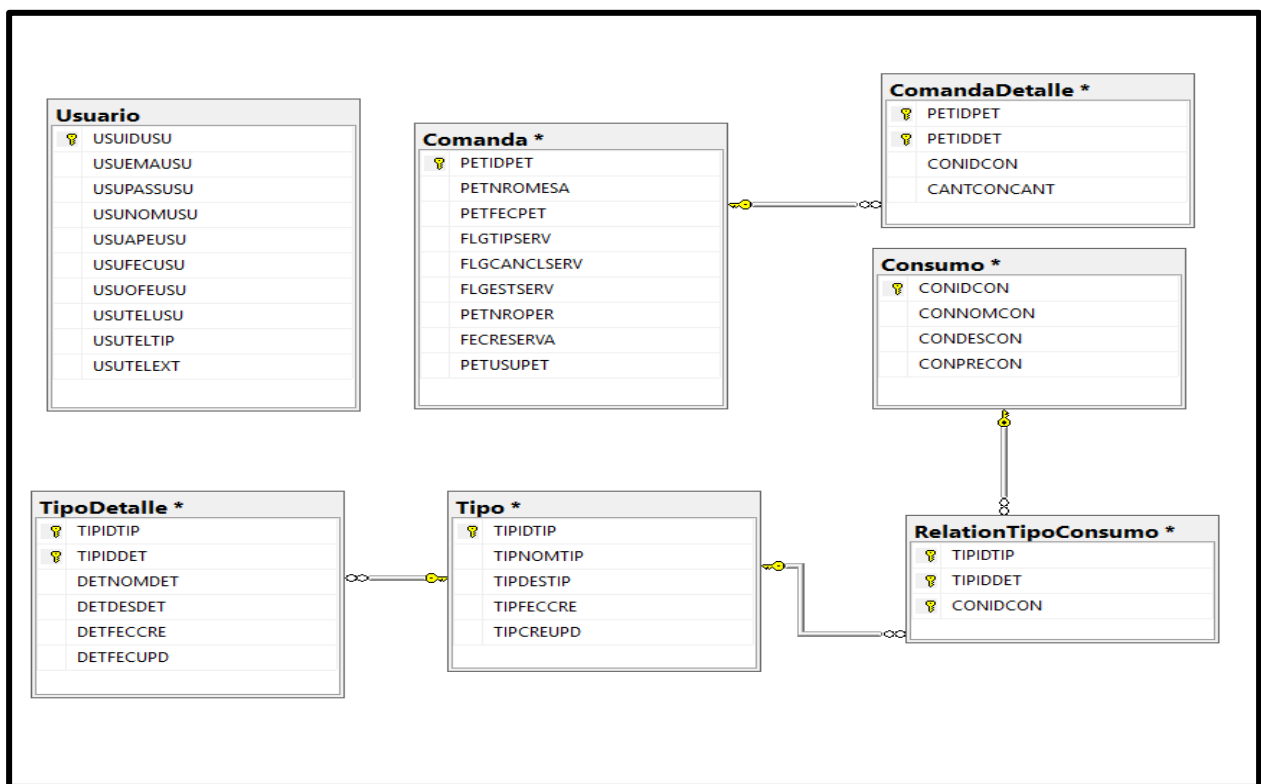 Usuario
USUIDUSU
USUEMAUSU
USUPASSUSU
USUNOMUSU
USUAPEUSU
USUFECUSU
USUOFEUSU
USUTELUSU
USUTELTIP
USUTELEXT
Comanda *
PETIDPET
PETNROMESA
PETFECPET
FLGTIPSERV
FLGCANCLSERV
FLGESTSERV
PETNROPER
FECRESERVA
PETUSUPET
ComandaDetalle *
PETIDPET
PETIDDET
CONIDCON
CANTCONCANT
Consumo *
CONIDCON
CONNOMCON
CONDESCON
CONPRECON
TipoDetalle *
TIPIDTIP
TIPIDDET
DETNOMDET
DETDESDET
DETFECCRE
DETFECUPD
Tipo *
TIPIDTIP
TIPNOMTIP
TIPDESTIP
TIPFECCRE
TIPCREUPD
RelationTipoConsumo *
TIPIDTIP
TIPIDDET
CONIDCON